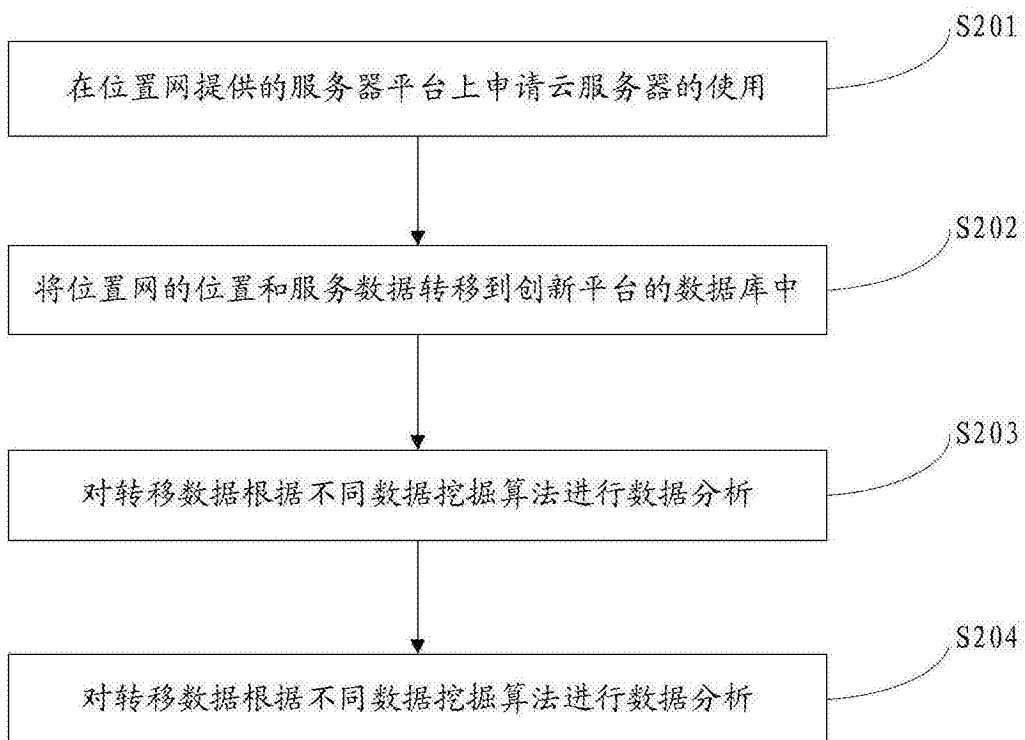 S201
在位置网提供的服务器平台上申请云服务器的使用
S202
将位置网的位置和服务数据转移到创新平台的数据库中
S203
对转移数据根据不同数据挖掘算法进行数据分析
S204
对转移数据根据不同数据挖掘算法进行数据分析